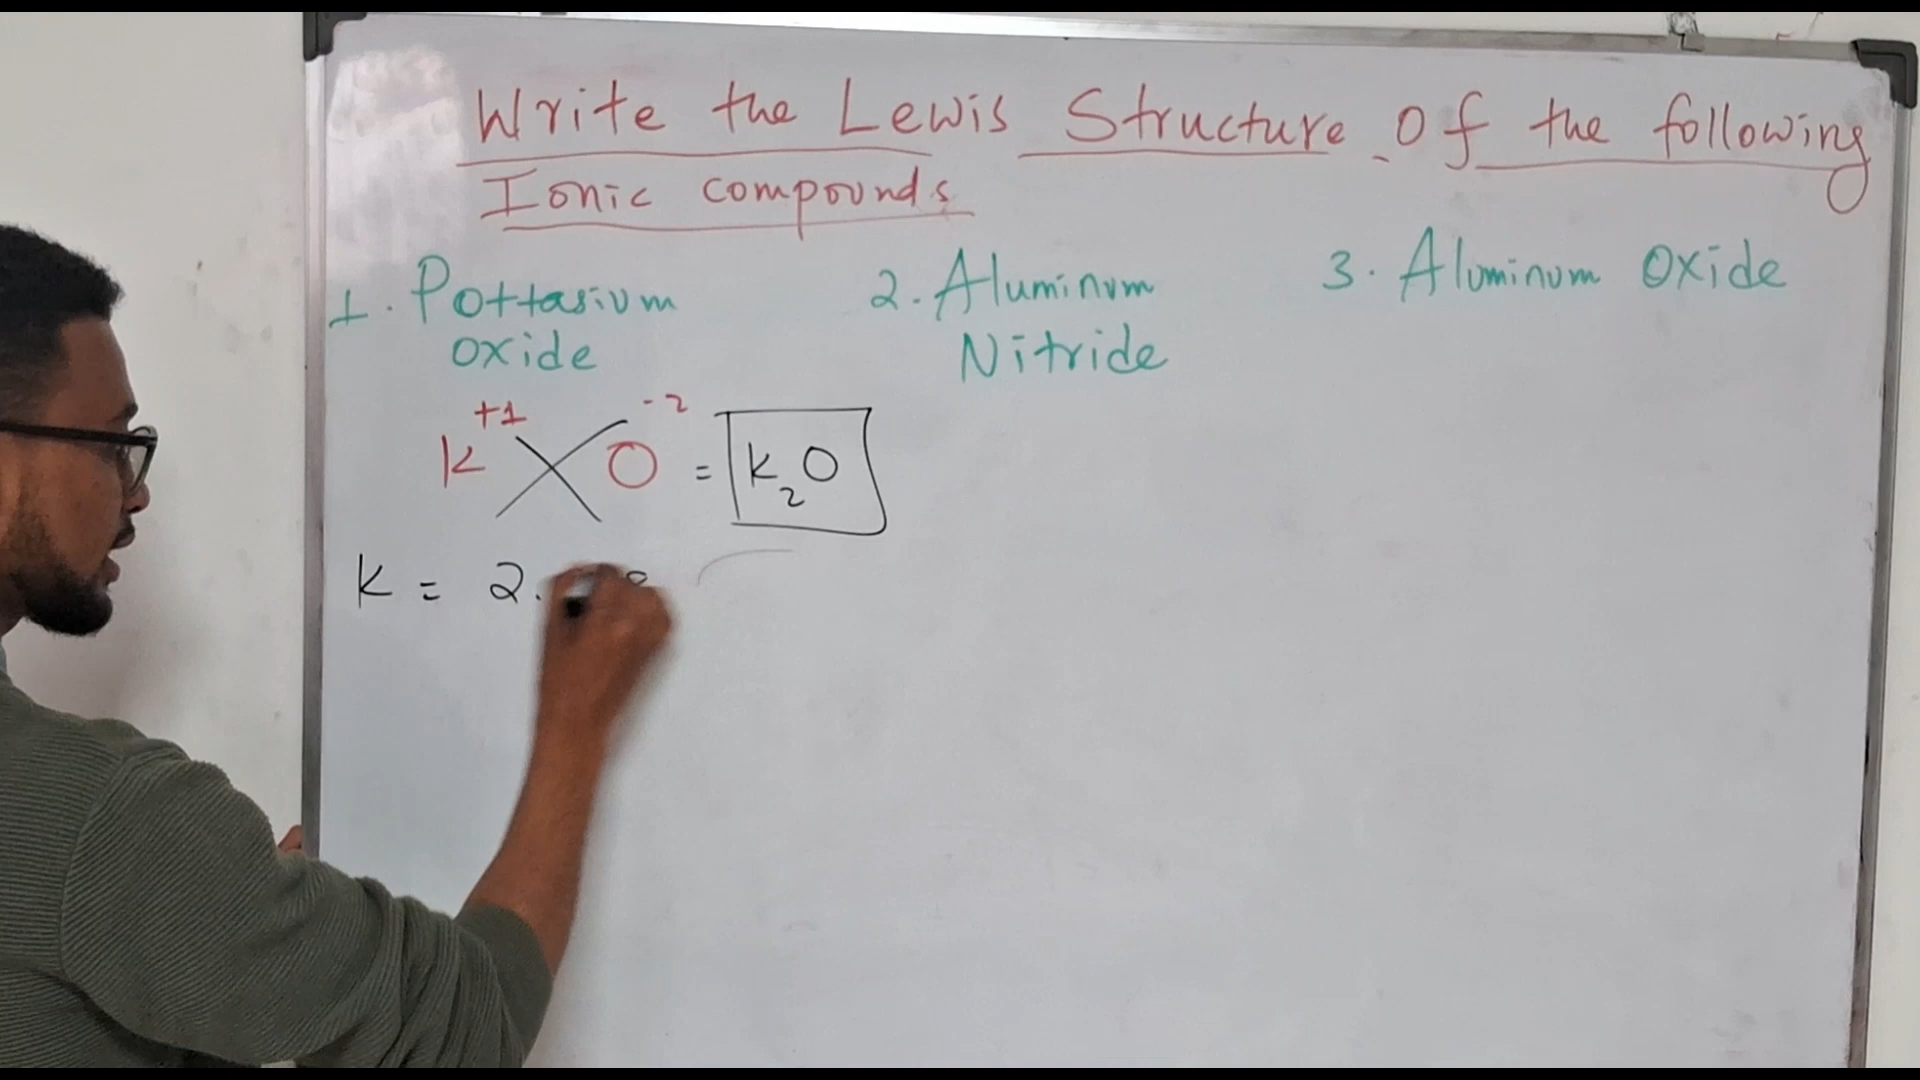 Write the Lewis Structure of the following
Ionic compounds
1. Pottasium
oxide
2. Aluminum
Nitride
3. Aluminum Oxide
K+1 O-2 = K2O
K = 2.